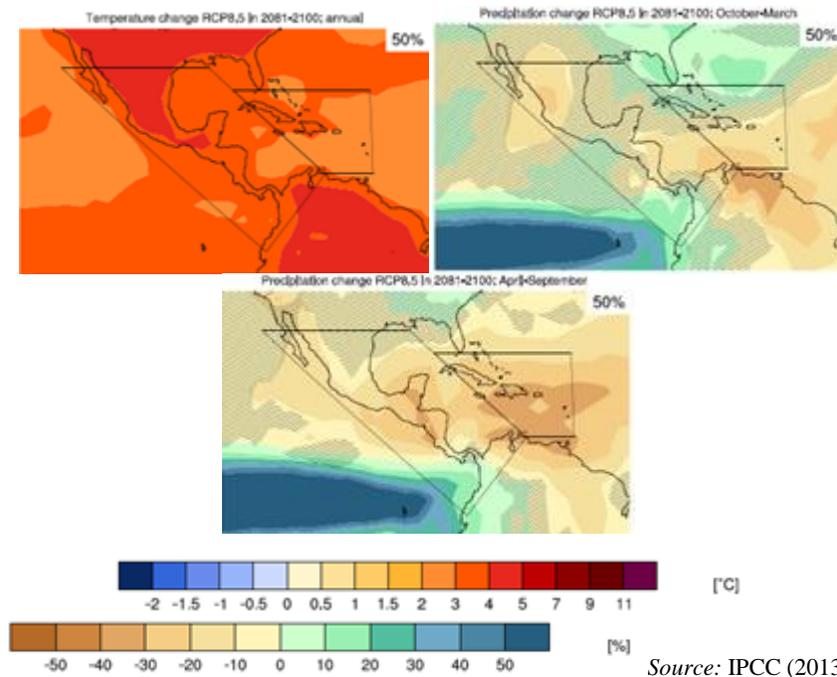 Temperature change RCP8.5 in 2081-2100: annual
50%
Precipitation change RCP8.5 in 2081-2100: October-March
50%
Precipitation change RCP8.5 in 2081-2100: April-September
50%
-2 -1.5 -1 -0.5 0 0.5 1 1.5 2 3 4 5 7 9 11
[°C]
-50 -40 -30 -20 -10 0 10 20 30 40 50
[%]
Source: IPCC (2013